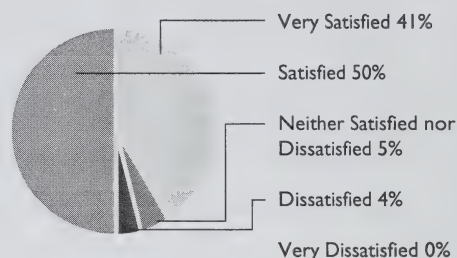 Very Satisfied 41%
Satisfied 50%
Neither Satisfied nor
Dissatisfied 5%
Dissatisfied 4%
Very Dissatisfied 0%